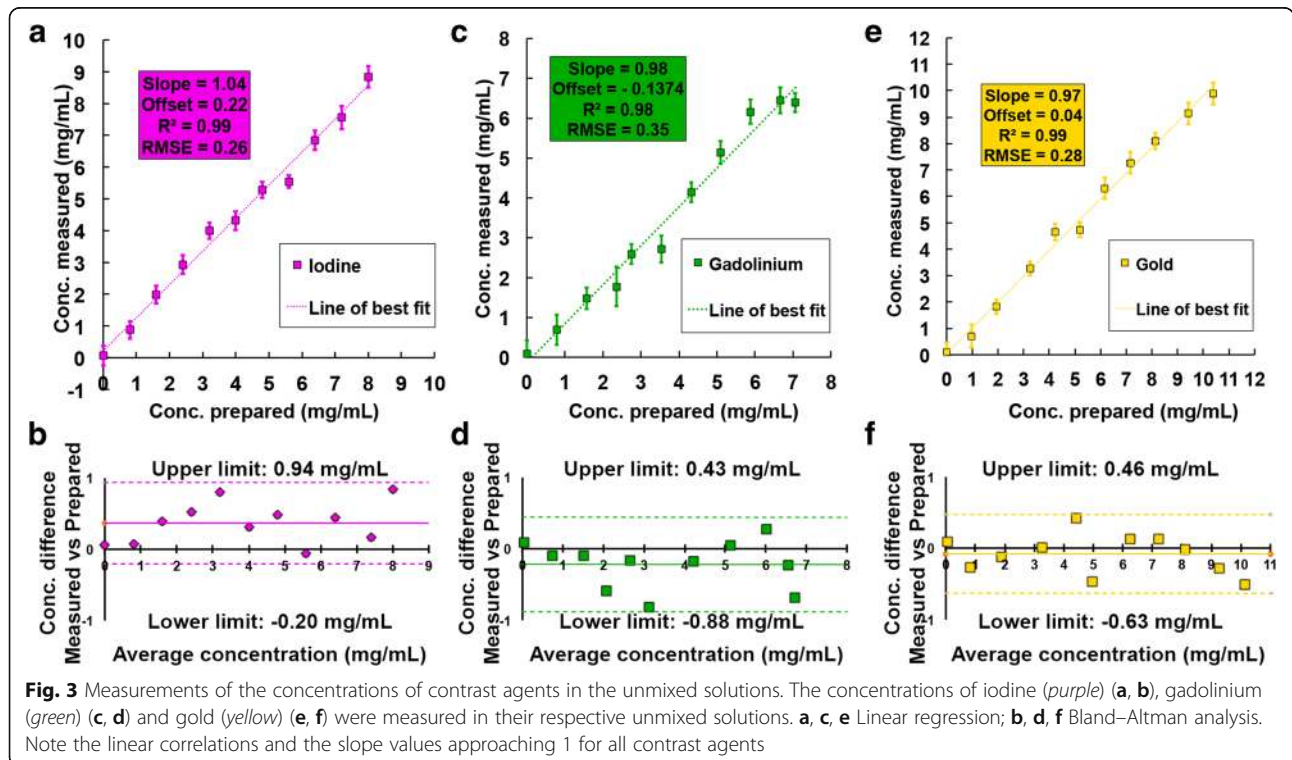 a
10
9
8
7
6
5
4
3
2
1
0
-1
Conc. measured (mg/mL)
Slope = 1.04
Offset = 0.22
R² = 0.99
RMSE = 0.26
Iodine
Line of best fit
0 1 2 3 4 5 6 7 8 9 10
Conc. prepared (mg/mL)
c
8
7
6
5
4
3
2
1
0
Conc. measured (mg/mL)
Slope = 0.98
Offset = - 0.1374
R² = 0.98
RMSE = 0.35
Gadolinium
Line of best fit
0 1 2 3 4 5 6 7 8
Conc. prepared (mg/mL)
e
12
11
10
9
8
7
6
5
4
3
2
1
0
Conc. measured (mg/mL)
Slope = 0.97
Offset = 0.04
R² = 0.99
RMSE = 0.28
Gold
Line of best fit
0 1 2 3 4 5 6 7 8 9 10 11 12
Conc. prepared (mg/mL)
b
Conc. difference
Measured vs Prepared
Upper limit: 0.94 mg/mL
1
0
0 1 2 3 4 5 6 7 8 9
-1
Lower limit: -0.20 mg/mL
Average concentration (mg/mL)
d
Conc. difference
Measured vs Prepared
Upper limit: 0.43 mg/mL
1
0
0 1 2 3 4 5 6 7 8
-1
Lower limit: -0.88 mg/mL
Average concentration (mg/mL)
f
Conc. difference
Measured vs Prepared
Upper limit: 0.46 mg/mL
1
0
0 1 2 3 4 5 6 7 8 9 10 11
-1
Lower limit: -0.63 mg/mL
Average concentration (mg/mL)
Fig. 3 Measurements of the concentrations of contrast agents in the unmixed solutions. The concentrations of iodine (purple) (a, b), gadolinium
(green) (c, d) and gold (yellow) (e, f) were measured in their respective unmixed solutions. a, c, e Linear regression; b, d, f Bland–Altman analysis.
Note the linear correlations and the slope values approaching 1 for all contrast agents